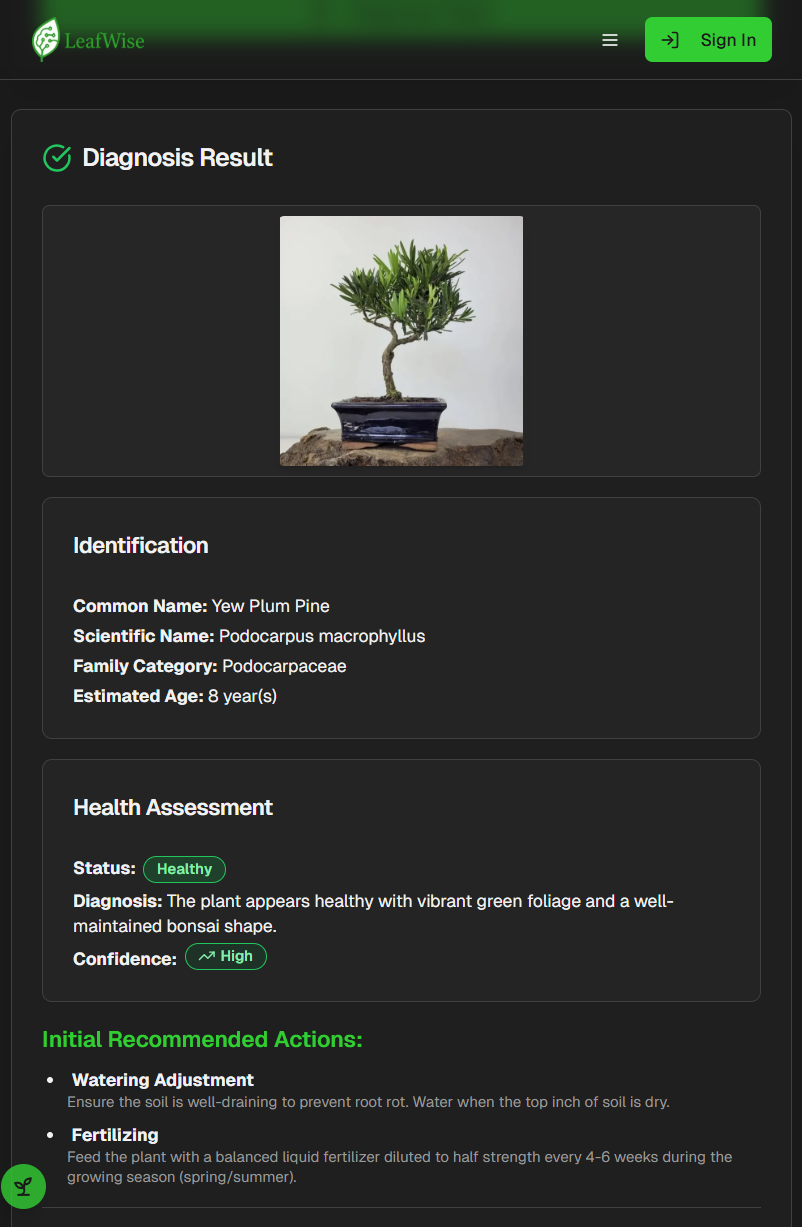 LeafWise
Sign In
Diagnosis Result
Identification
Common Name: Yew Plum Pine
Scientific Name: Podocarpus macrophyllus
Family Category: Podocarpaceae
Estimated Age: 8 year(s)
Health Assessment
Status: Healthy
Diagnosis: The plant appears healthy with vibrant green foliage and a well-
maintained bonsai shape.
Confidence: High
Initial Recommended Actions:
• Watering Adjustment
Ensure the soil is well-draining to prevent root rot. Water when the top inch of soil is dry.
• Fertilizing
Feed the plant with a balanced liquid fertilizer diluted to half strength every 4-6 weeks during the
growing season (spring/summer).